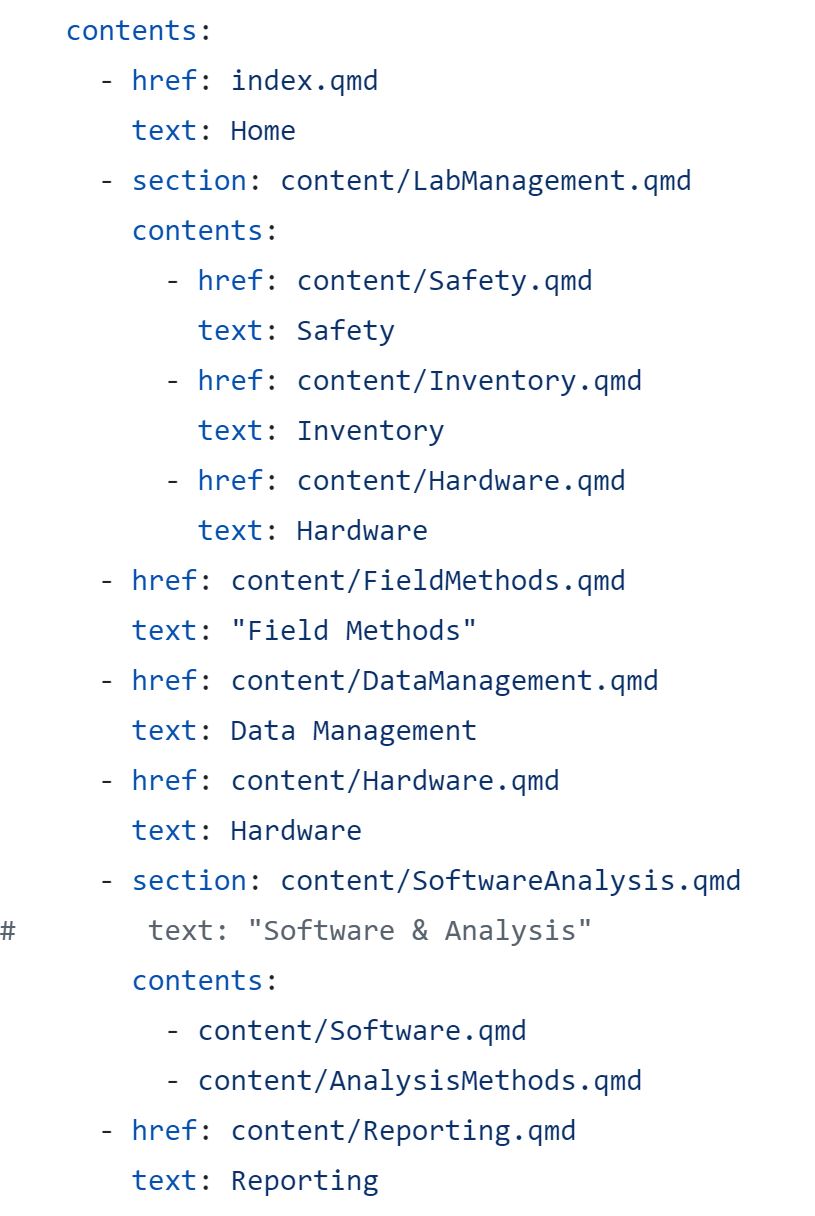 contents:
  - href: index.qmd
    text: Home
  - section: content/LabManagement.qmd
    contents:
      - href: content/Safety.qmd
        text: Safety
      - href: content/Inventory.qmd
        text: Inventory
      - href: content/Hardware.qmd
        text: Hardware
  - href: content/FieldMethods.qmd
    text: "Field Methods"
  - href: content/DataManagement.qmd
    text: Data Management
  - href: content/Hardware.qmd
    text: Hardware
  - section: content/SoftwareAnalysis.qmd
#        text: "Software & Analysis"
    contents:
      - content/Software.qmd
      - content/AnalysisMethods.qmd
  - href: content/Reporting.qmd
    text: Reporting